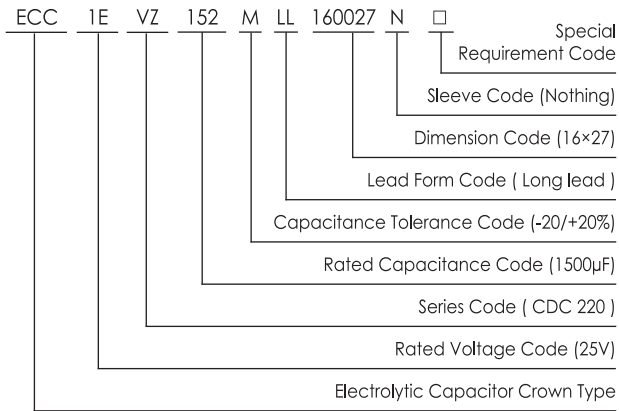 ECC 1E VZ 152 M LL 160027 N □
Special
Requirement Code
Sleeve Code (Nothing)
Dimension Code (16×27)
Lead Form Code ( Long lead )
Capacitance Tolerance Code (-20/+20%)
Rated Capacitance Code (1500µF)
Series Code ( CDC 220 )
Rated Voltage Code (25V)
Electrolytic Capacitor Crown Type